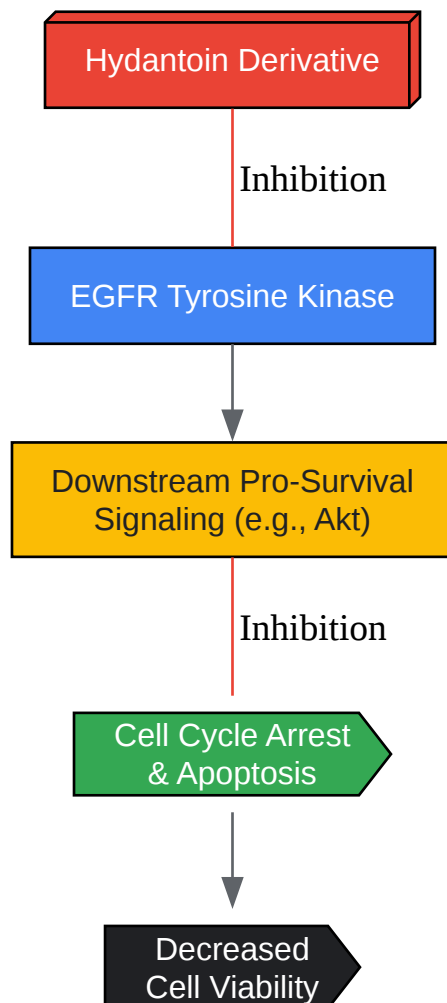 Hydantoin Derivative
Inhibition
EGFR Tyrosine Kinase
Downstream Pro-Survival
Signaling (e.g., Akt)
Inhibition
Cell Cycle Arrest
& Apoptosis
Decreased
Cell Viability